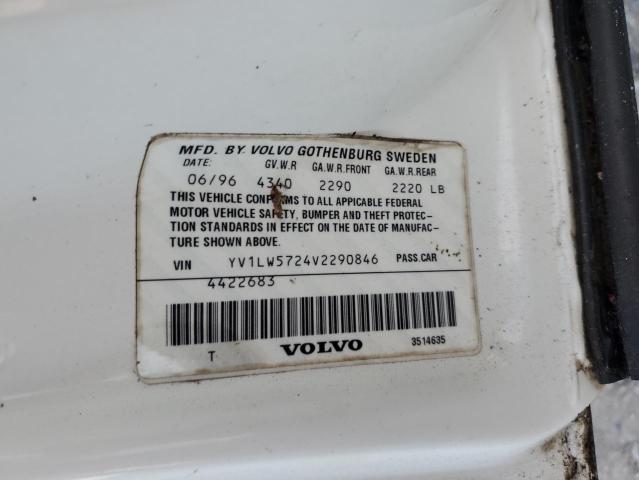 MFD. BY VOLVO GOTHENBURG SWEDEN
DATE: GV.W.R GA.W.R.FRONT GA.W.R.REAR
06/96 4340 2290 2220 LB
THIS VEHICLE CONFORMS TO ALL APPLICABLE FEDERAL
MOTOR VEHICLE SAFETY, BUMPER AND THEFT PROTEC-
TION STANDARDS IN EFFECT ON THE DATE OF MANUFAC-
TURE SHOWN ABOVE.
VIN YV1LW5724V2290846 PASS.CAR
4422683
T VOLVO 3514635